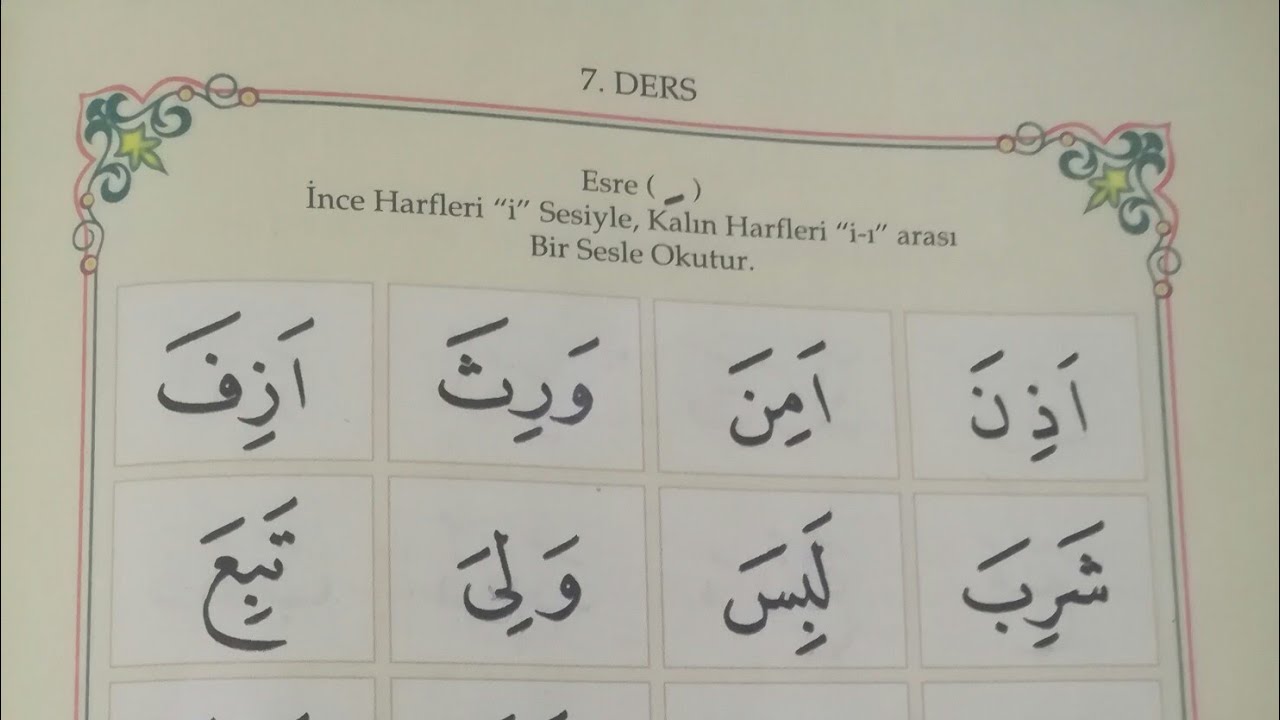 7. DERS
Esre ( ـِ )
İnce Harfleri “i” Sesiyle, Kalın Harfleri “i-ı” arası
Bir Sesle Okutur.
اَذِنَ اَمِنَ وَرِثَ اَزِفَ
شَرِبَ لَبِسَ وَلِىَ تَبِعَ